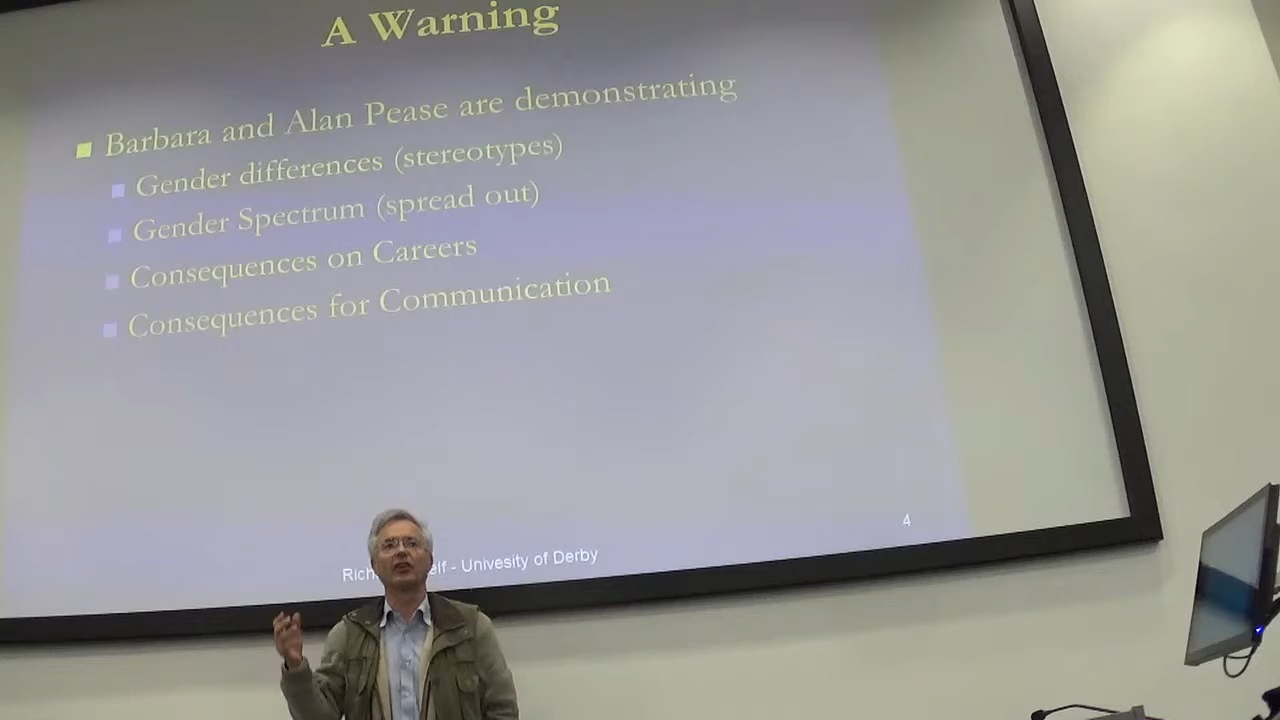 A Warning
Barbara and Alan Pease are demonstrating
Gender differences (stereotypes)
Gender Spectrum (spread out)
Consequences on Careers
Consequences for Communication
4
- Univesity of Derby